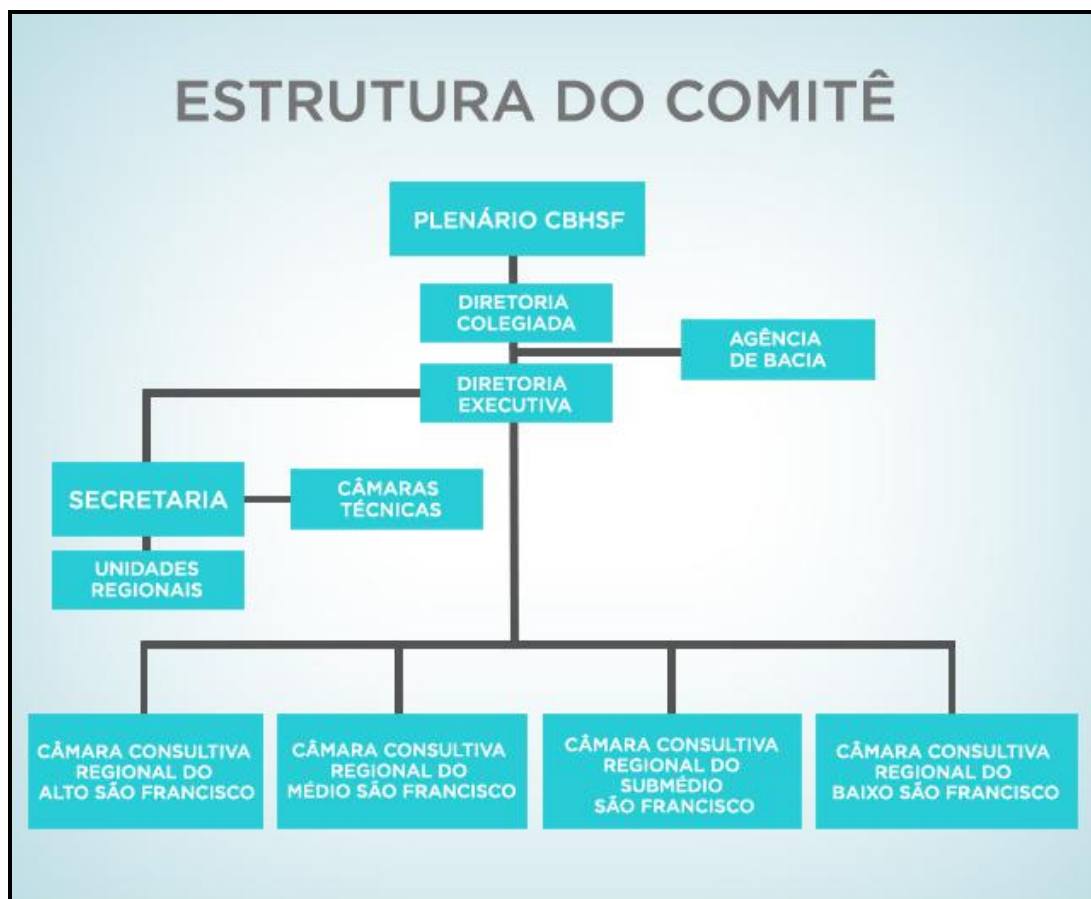 ESTRUTURA DO COMITÊ
PLENÁRIO CBHSF
DIRETORIA
COLEGIADA
AGÊNCIA
DE BACIA
DIRETORIA
EXECUTIVA
SECRETARIA
CÂMARAS
TÉCNICAS
UNIDADES
REGIONAIS
CÂMARA CONSULTIVA
REGIONAL DO
ALTO SÃO FRANCISCO
CÂMARA CONSULTIVA
REGIONAL DO
MÉDIO SÃO FRANCISCO
CÂMARA CONSULTIVA
REGIONAL DO
SUBMÉDIO
SÃO FRANCISCO
CÂMARA CONSULTIVA
REGIONAL DO
BAIXO SÃO FRANCISCO